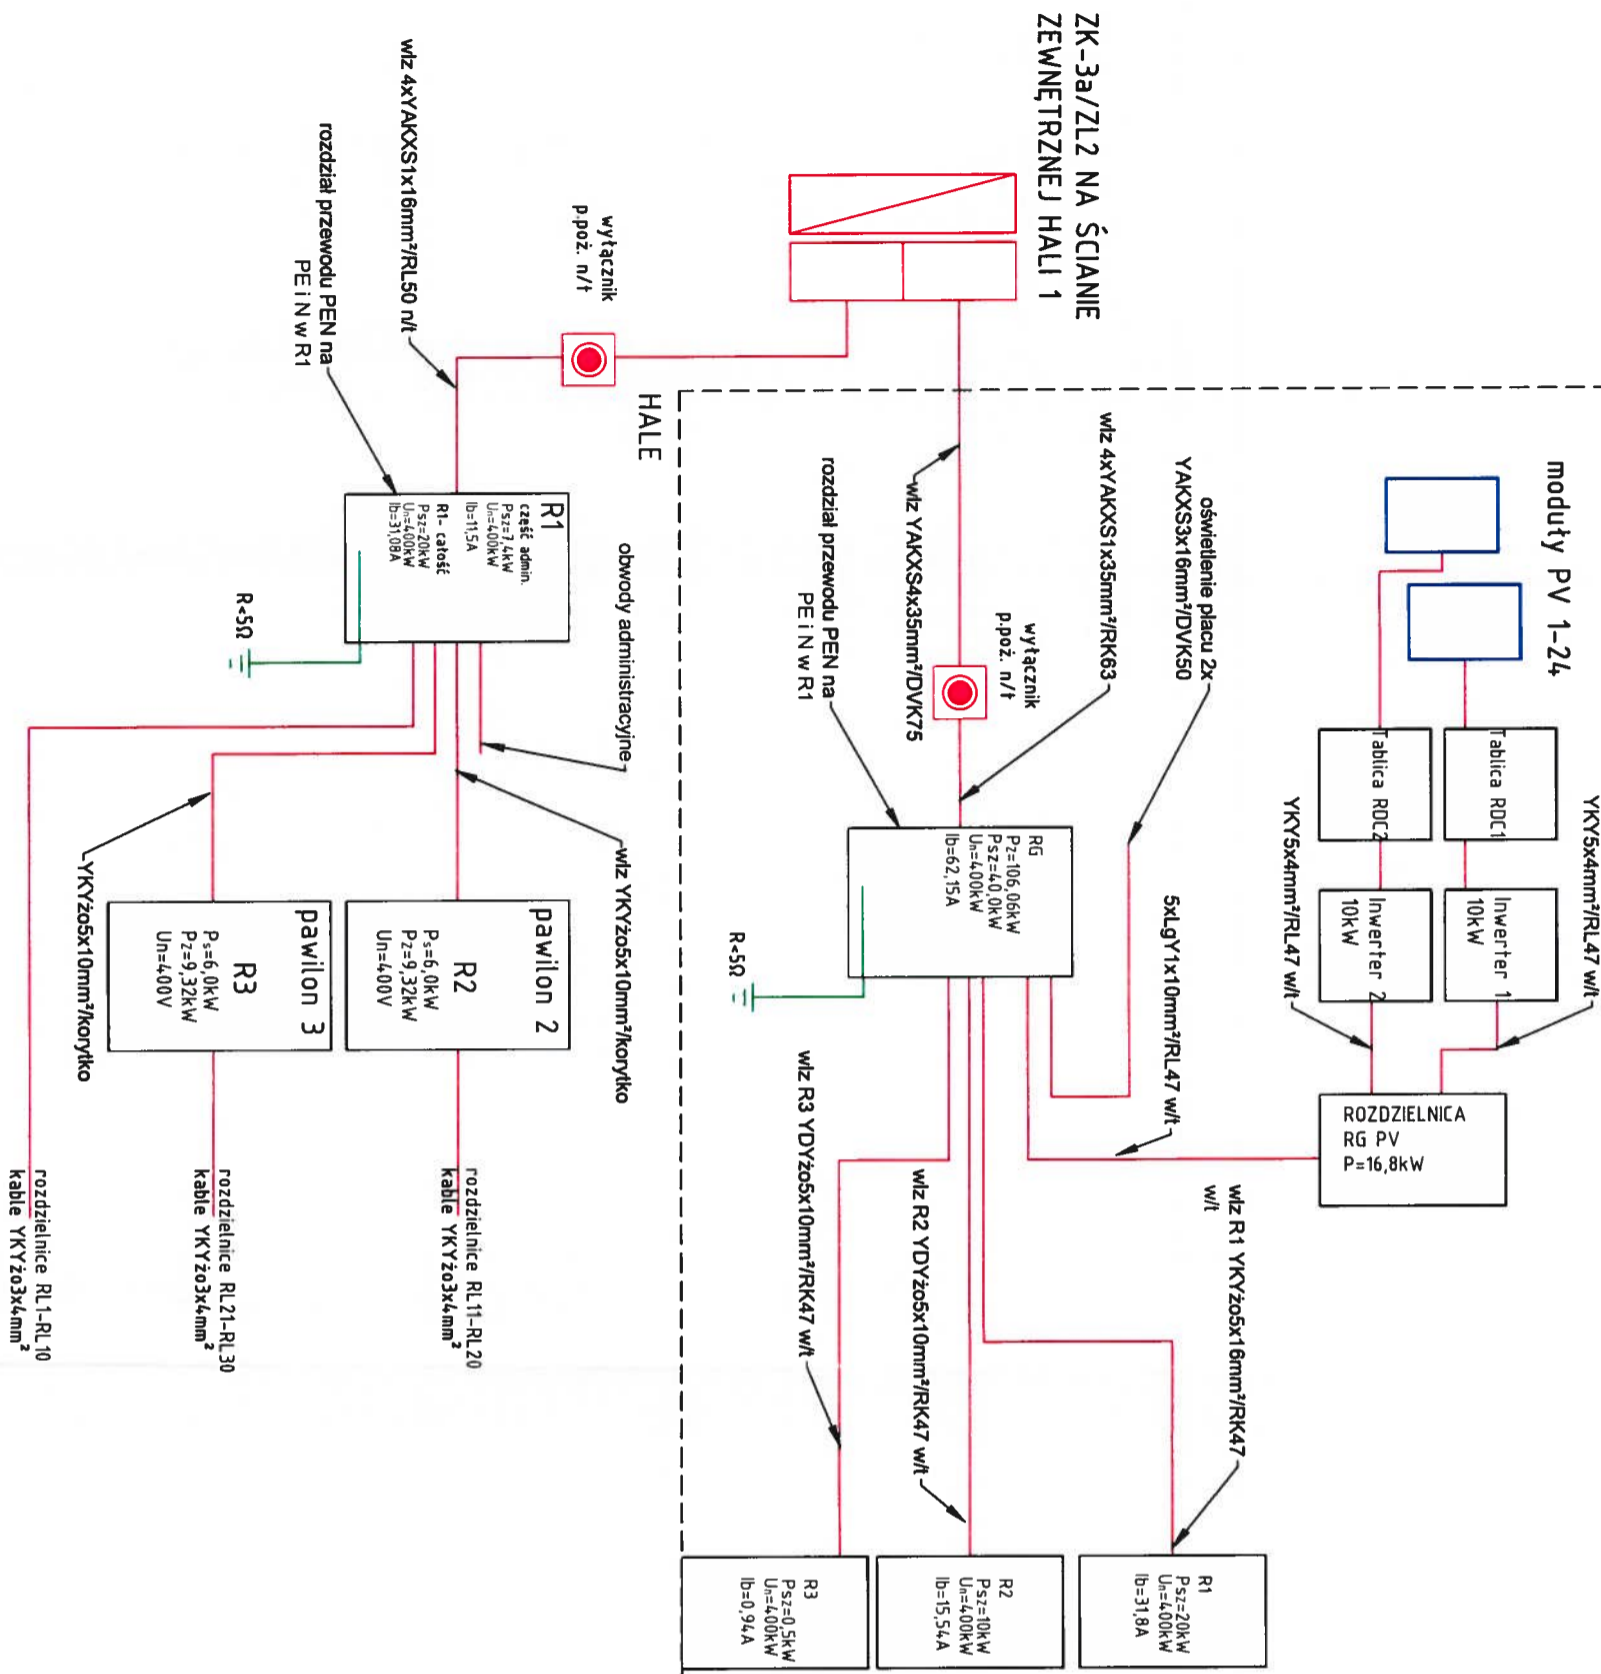 ZK-3a/ZL2 NA ŚCIANIE
ZEWNĘTRZNEJ HALI 1
moduły PV 1-24
Tablica RDC1
Tablica RDC2
Inwerter 1
10kW
Inwerter 2
10kW
YKY5x4mm²/RL47 w/t
YKY5x4mm²/RL47 w/t
ROZDZIELNICA
RG PV
P=16,8kW
oświetlenie placu 2x
YAKXS3x16mm²/DVK50
wlz 4xYAKXS1x35mm²/RK63
wlz YAKXS4x35mm²/DVK75
wyłącznik
p.poż. n/t
rozdział przewodu PEN na
PE i N w R1
RG
Pz=106,06kW
Psz=40,0kW
Un=400kW
Ib=62,15A
R<5Ω
5xLgY1x10mm²/RL47 w/t
wlz R1 YKYżo5x16mm²/RK47
w/t
wlz R2 YDYżo5x10mm²/RK47 w/t
wlz R3 YDYżo5x10mm²/RK47 w/t
R1
Psz=20kW
Un=400kW
Ib=31,8A
R2
Psz=10kW
Un=400kW
Ib=15,54A
R3
Psz=0,5kW
Un=400kW
Ib=0,94A
HALE
wyłącznik
p.poż. n/t
wlz 4xYAKXS1x16mm²/RL50 n/t
rozdział przewodu PEN na
PE i N w R1
R1
część admin.
Psz=7,4kW
Un=400kW
Ib=11,5A
R1- całość
Psz=20kW
Un=400kW
Ib=31,08A
R<5Ω
obwody administracyjne
wlz YKYżo5x10mm²/korytko
YKYżo5x10mm²/korytko
pawilon 2
R2
Ps=6,0kW
Pz=9,32kW
Un=400V
pawilon 3
R3
Ps=6,0kW
Pz=9,32kW
Un=400V
rozdzielnice RL11-RL20
kable YKYżo3x4mm²
rozdzielnice RL21-RL30
kable YKYżo3x4mm²
rozdzielnice RL1-RL10
kable YKYżo3x4mm²